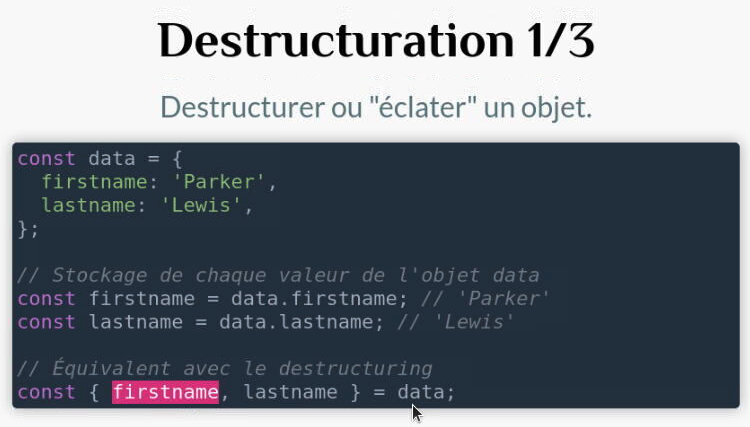 Destructuration 1/3
Destructurer ou "éclater" un objet.
const data = {
  firstname: 'Parker',
  lastname: 'Lewis',
};
// Stockage de chaque valeur de l'objet data
const firstname = data.firstname; // 'Parker'
const lastname = data.lastname; // 'Lewis'
// Équivalent avec le destructuring
const { firstname, lastname } = data;